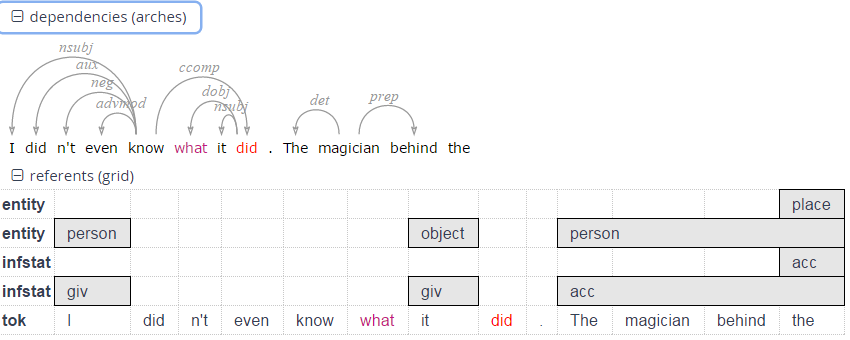 dependencies (arches)
nsubj
aux
ccomp
neg
dobj
advmod
nsubj
det
prep
I did n't even know what it did . The magician behind the
referents (grid)
entity place
entity person object person
infstat acc
infstat giv giv acc
tok I did n't even know what it did . The magician behind the